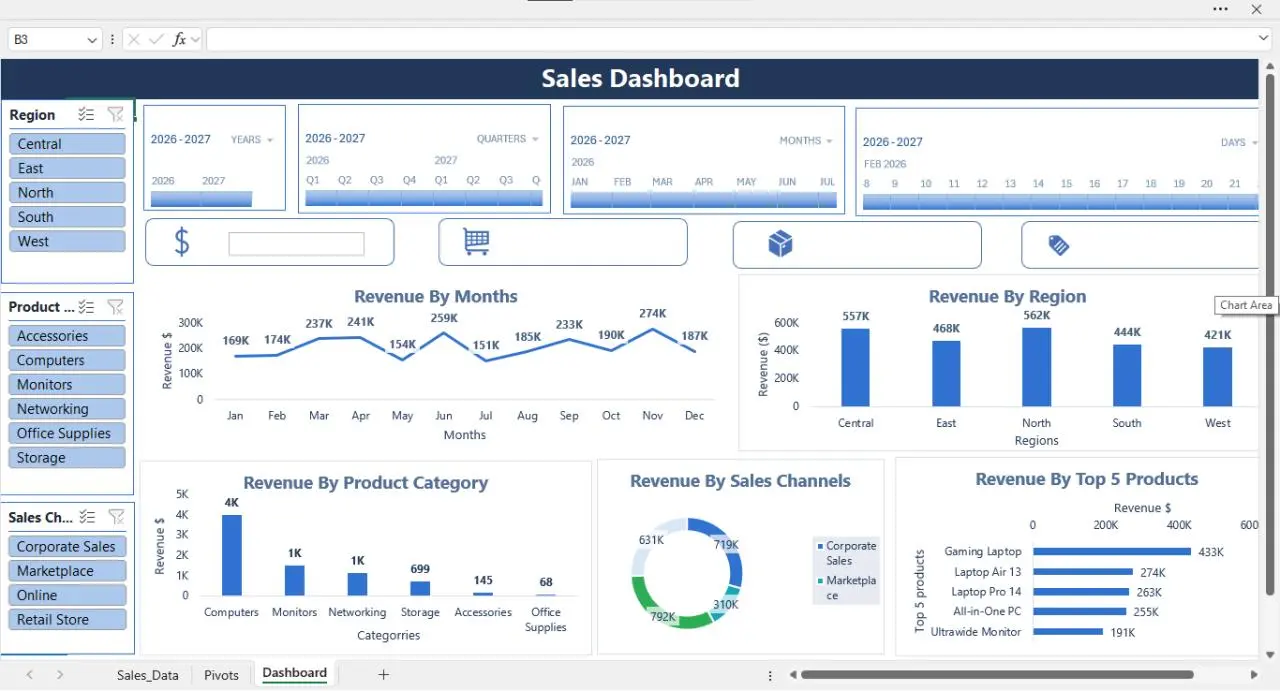 B3
fx
Sales Dashboard
Region
Central
East
North
South
West
2026 - 2027 YEARS
2026 2027
2026 - 2027 QUARTERS
2026 2027
Q1 Q2 Q3 Q4 Q1 Q2 Q3 Q
2026 - 2027 MONTHS
2026
JAN FEB MAR APR MAY JUN JUL
2026 - 2027 DAYS
FEB 2026
8 9 10 11 12 13 14 15 16 17 18 19 20 21
$
Product ...
Accessories
Computers
Monitors
Networking
Office Supplies
Storage
Revenue By Months
Revenue $
300K
200K
100K
0
169K 174K 237K 241K 154K 259K 151K 185K 233K 190K 274K 187K
Jan Feb Mar Apr May Jun Jul Aug Sep Oct Nov Dec
Months
Revenue By Region
Chart Area
Revenue ($)
600K
400K
200K
0
557K 468K 562K 444K 421K
Central East North South West
Regions
Sales Ch...
Corporate Sales
Marketplace
Online
Retail Store
Revenue By Product Category
Revenue $
5K
4K
3K
2K
1K
0
4K 1K 1K 699 145 68
Computers Monitors Networking Storage Accessories Office
Supplies
Categorries
Revenue By Sales Channels
631K 719K
792K 310K
Corporate
Sales
Marketpla
ce
Revenue By Top 5 Products
Revenue $
0 200K 400K 600
Top 5 products
Gaming Laptop 433K
Laptop Air 13 274K
Laptop Pro 14 263K
All-in-One PC 255K
Ultrawide Monitor 191K
Sales_Data Pivots Dashboard